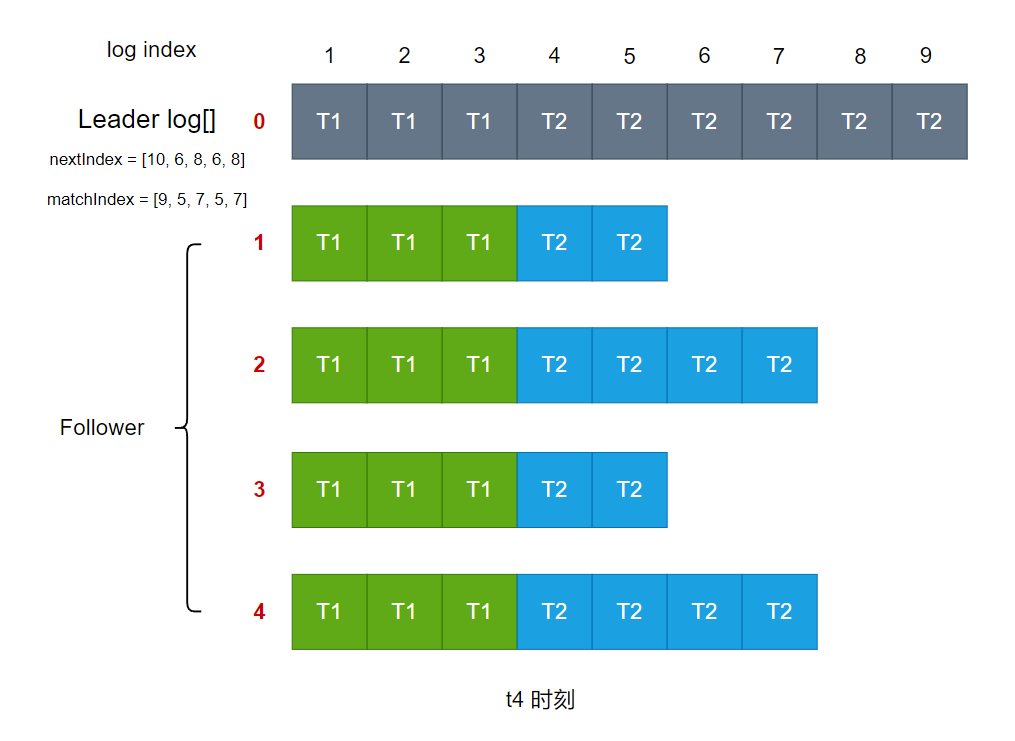 log index 1 2 3 4 5 6 7 8 9
Leader log[] 0 T1 T1 T1 T2 T2 T2 T2 T2 T2
nextIndex = [10, 6, 8, 6, 8]
matchIndex = [9, 5, 7, 5, 7]
1 T1 T1 T1 T2 T2
2 T1 T1 T1 T2 T2 T2 T2
Follower
3 T1 T1 T1 T2 T2
4 T1 T1 T1 T2 T2 T2 T2
t4 时刻